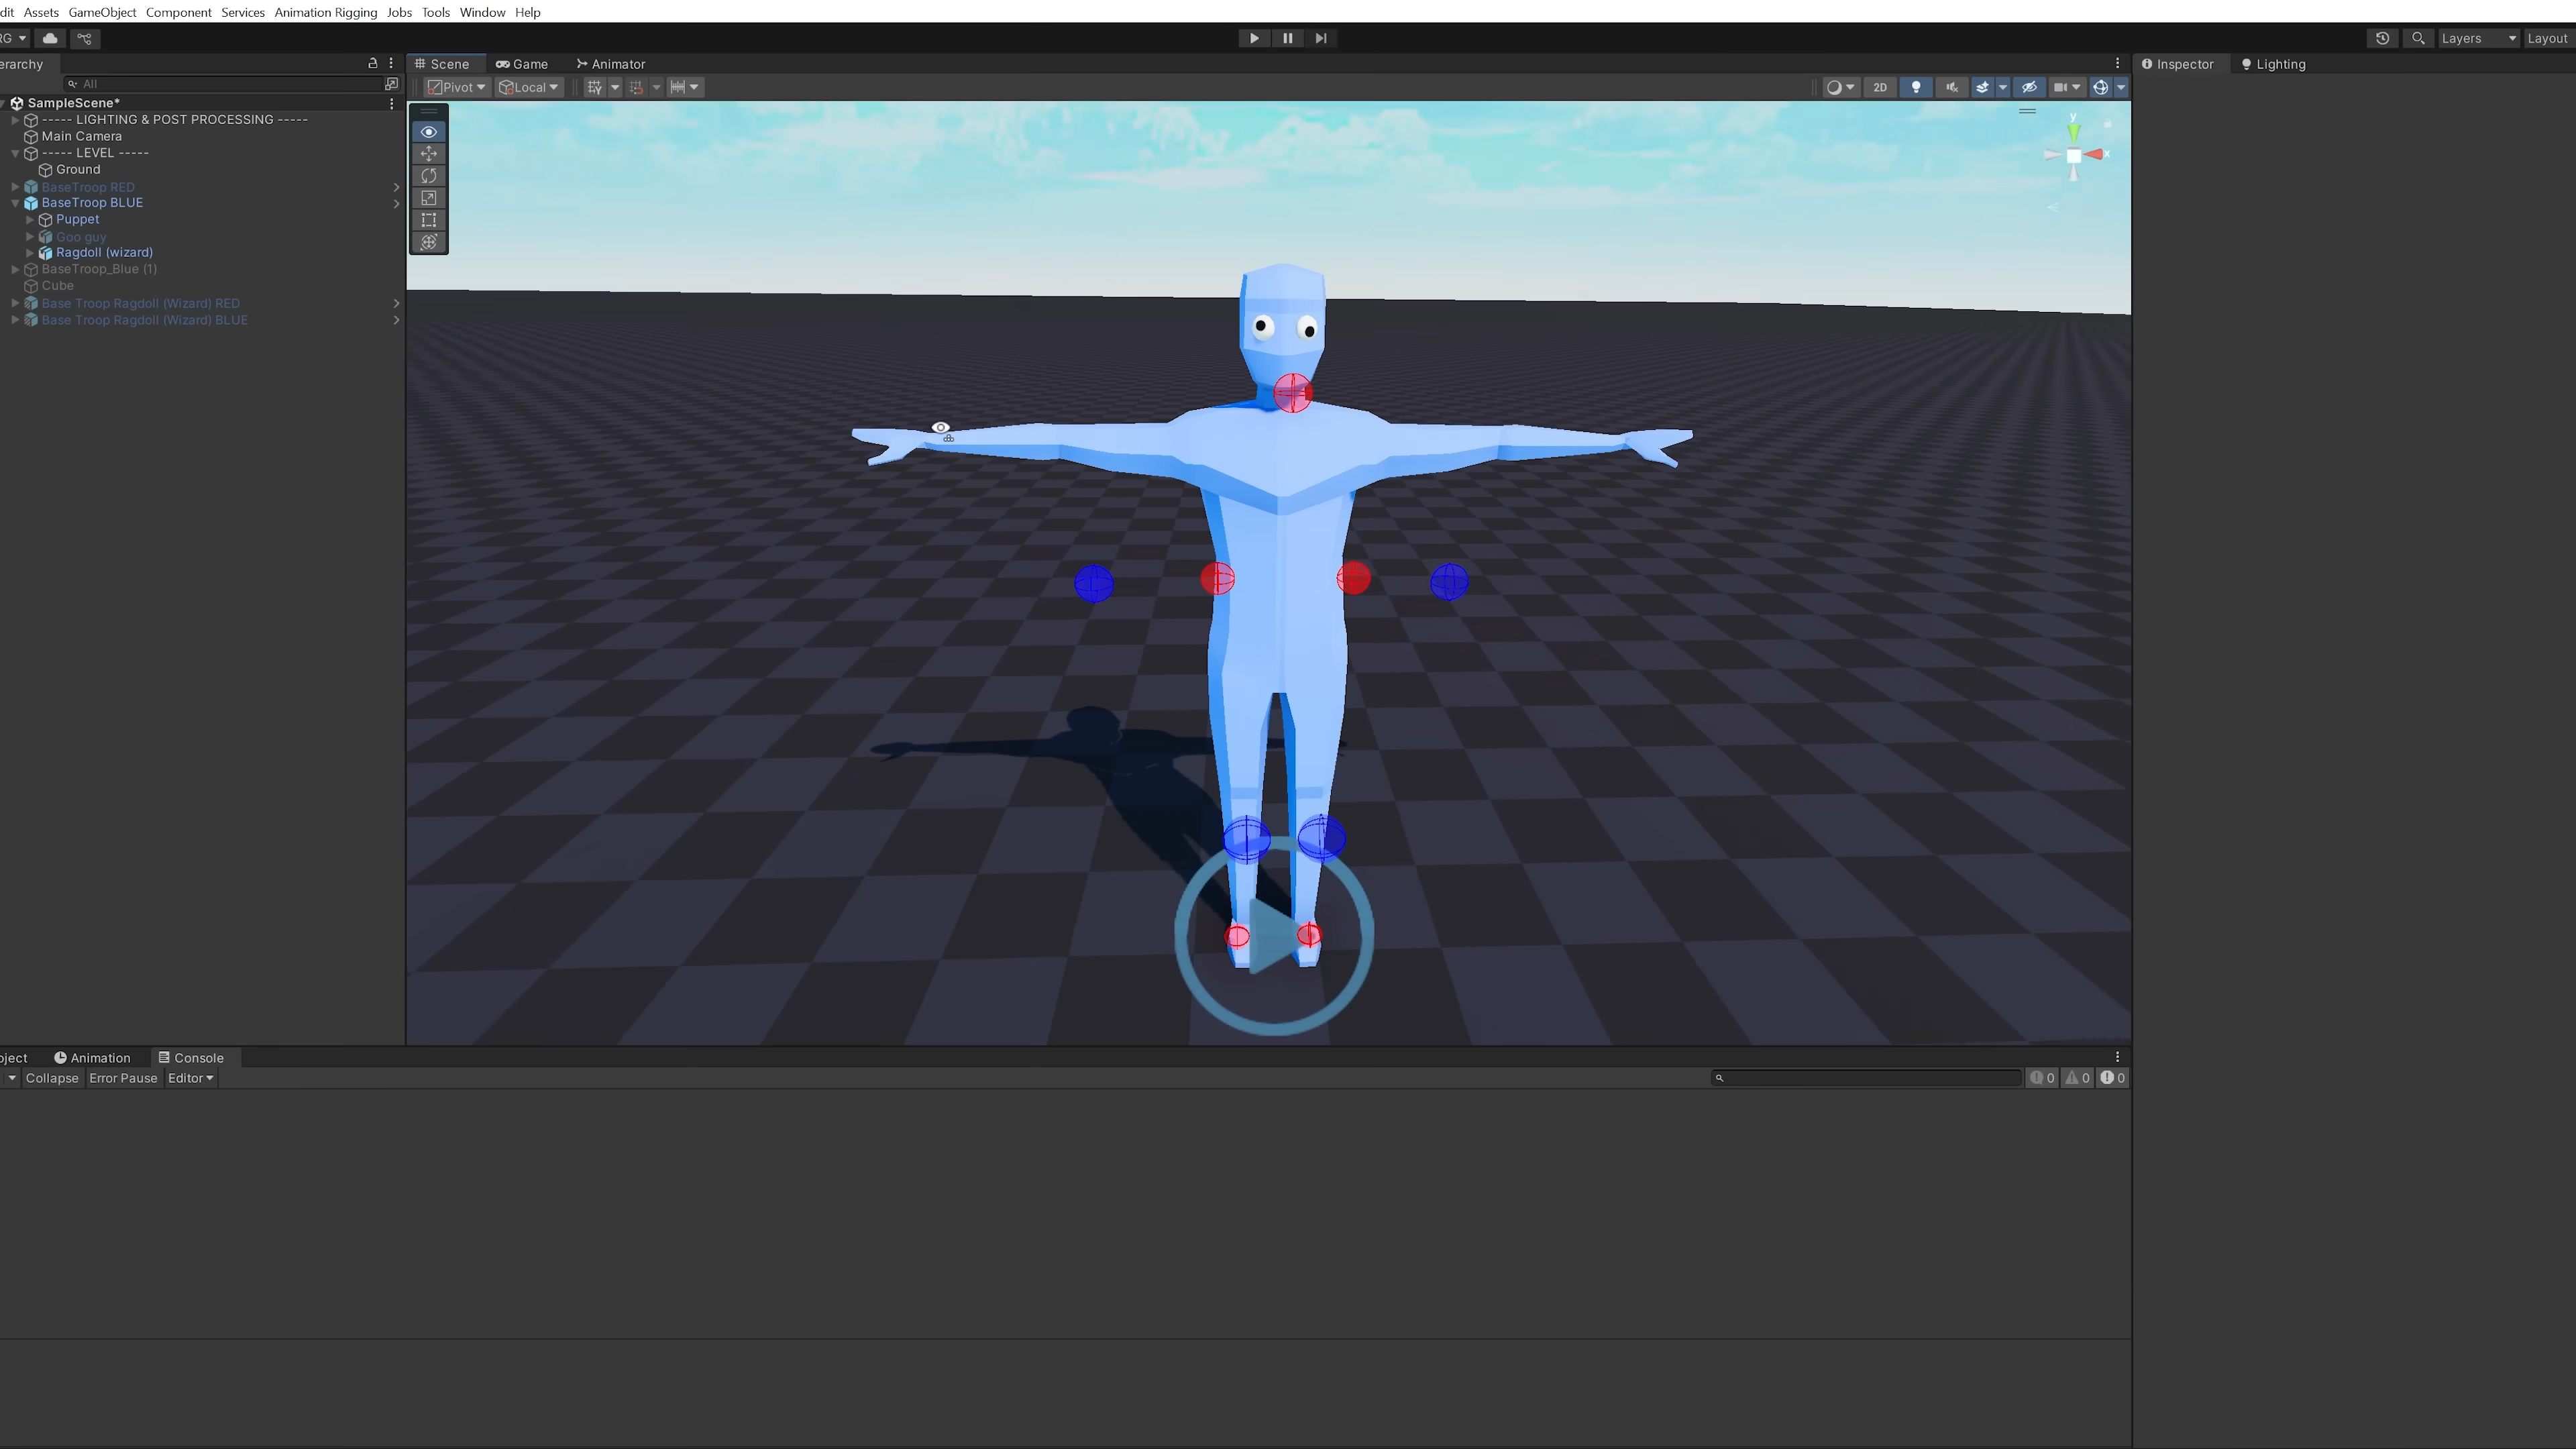 dit Assets GameObject Component Services Animation Rigging Jobs Tools Window Help
RG Layers Layout
erarchy Scene Game Animator Inspector Lighting
All Pivot Local 2D
SampleScene*
----- LIGHTING & POST PROCESSING -----
Main Camera
----- LEVEL -----
Ground
BaseTroop RED
BaseTroop BLUE
Puppet
Goo guy
Ragdoll (wizard)
BaseTroop_Blue (1)
Cube
Base Troop Ragdoll (Wizard) RED
Base Troop Ragdoll (Wizard) BLUE
y
x
oject Animation Console
Collapse Error Pause Editor 0 0 0